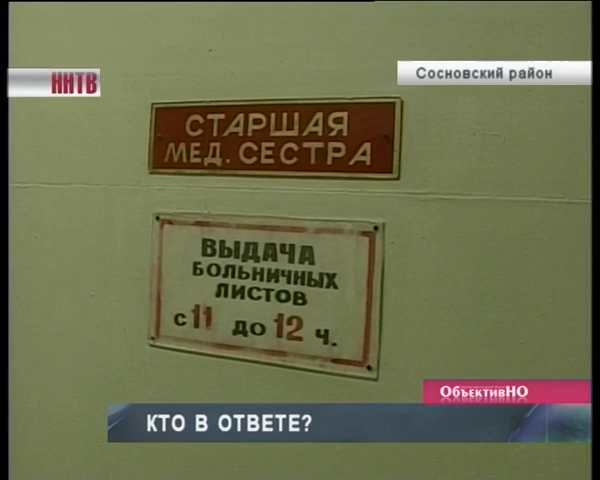 ННТВ
Сосновский район
СТАРШАЯ
МЕД. СЕСТРА
ВЫДАЧА
БОЛЬНИЧНЫХ
ЛИСТОВ
с 11 до 12 ч.
ОбъективНО
КТО В ОТВЕТЕ?